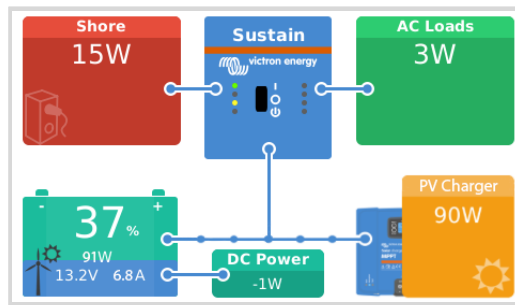 Shore
15W
Sustain
victron energy
I
AC Loads
3W
- +
37%
91W
13.2V 6.8A
DC Power
-1W
PV Charger
90W